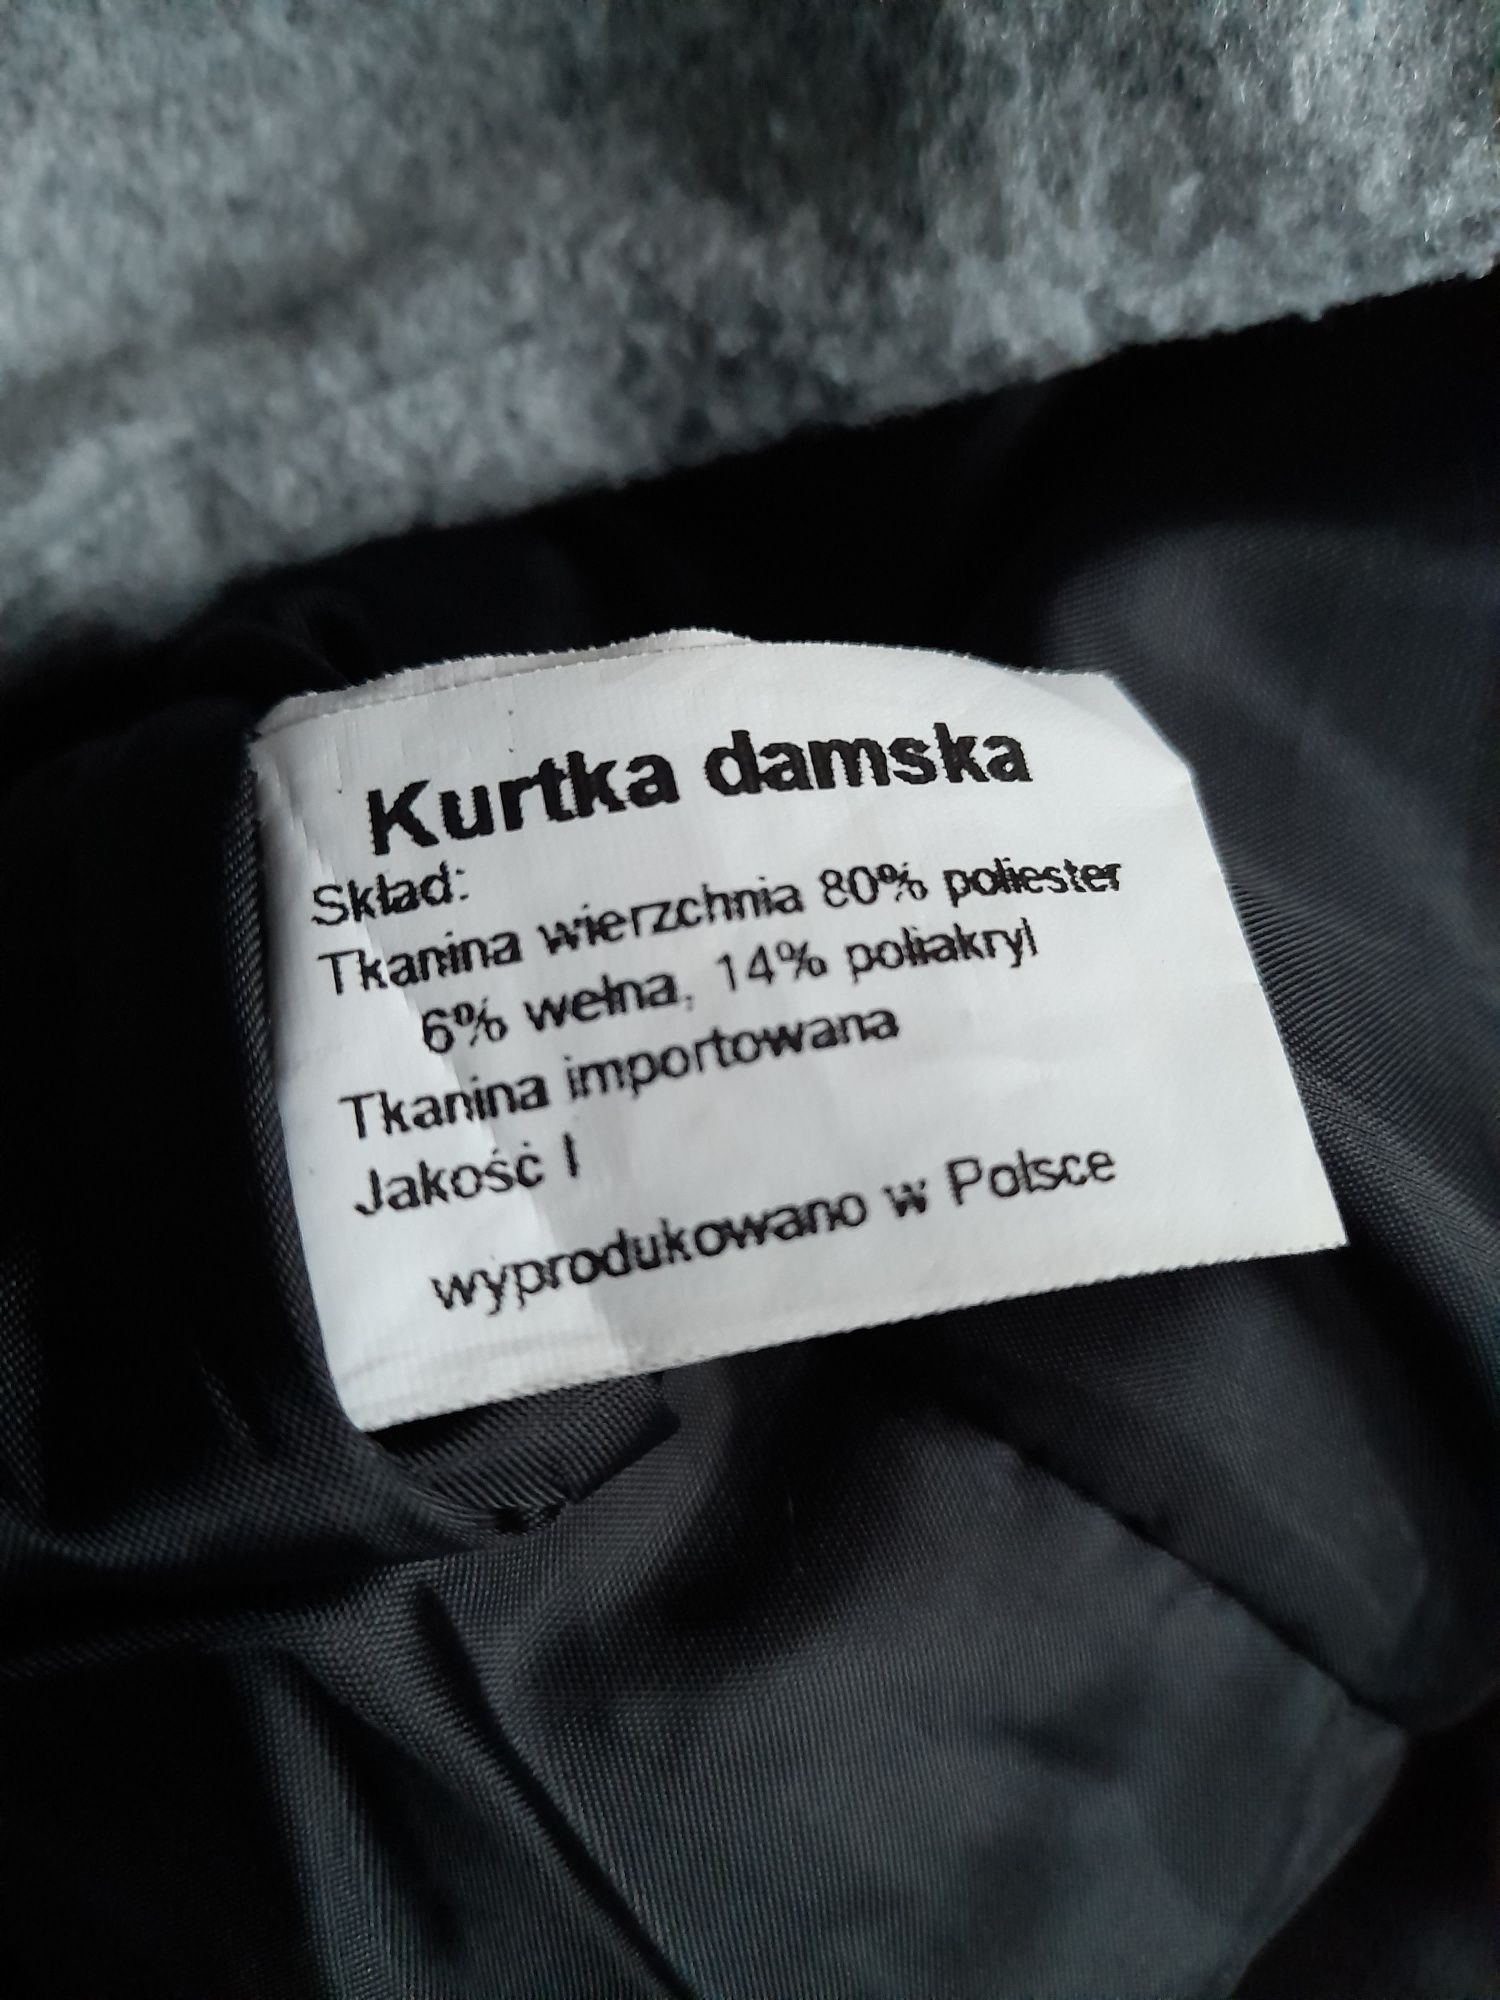 Kurtka damska
Skład:
Tkanina wierzchnia 80% poliester
6% wełna, 14% poliakryl
Tkanina importowana
Jakość I
wyprodukowano w Polsce